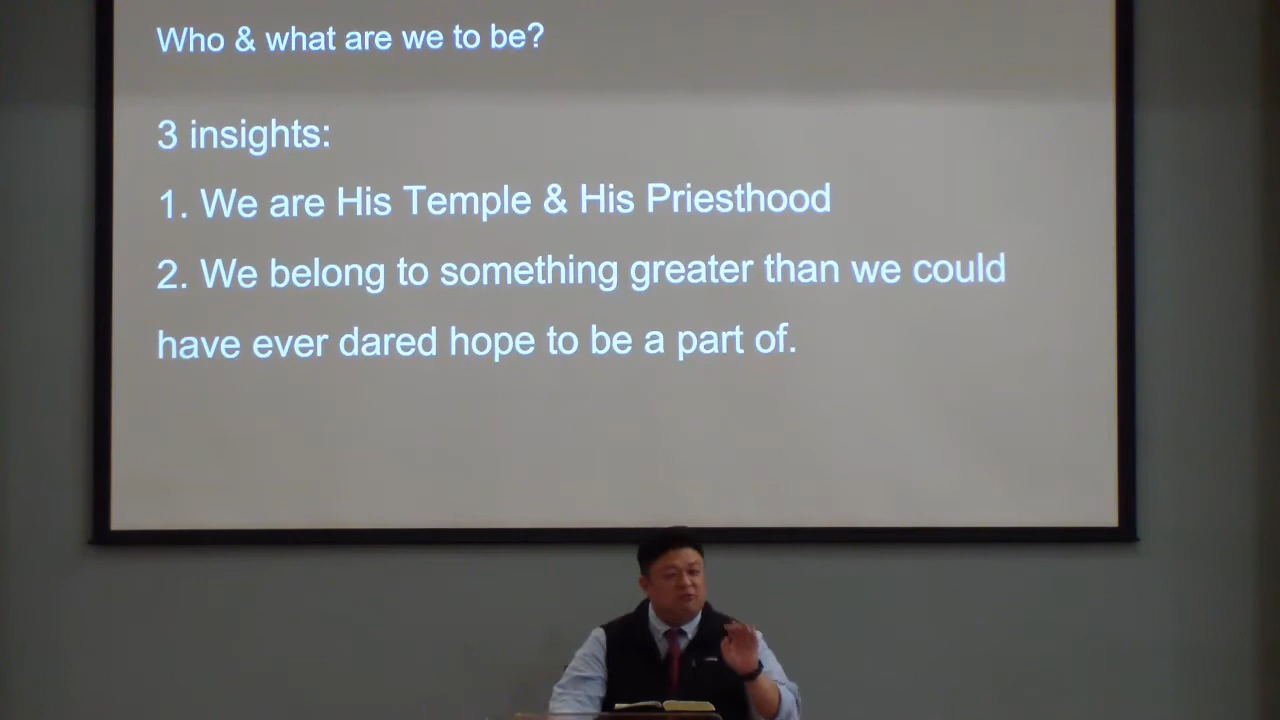 Who & what are we to be?
3 insights:
1. We are His Temple & His Priesthood
2. We belong to something greater than we could
have ever dared hope to be a part of.